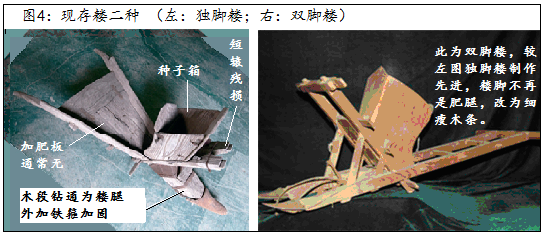 图4：现存耧二种 （左：独脚耧；右：双脚耧）
短辕残损
种子箱
加肥板
通常无
木段钻通为耧腿
外加铁箍加固
此为双脚耧，较
左图独脚耧制作
先进，耧脚不再
是肥腿，改为细
瘦木条。